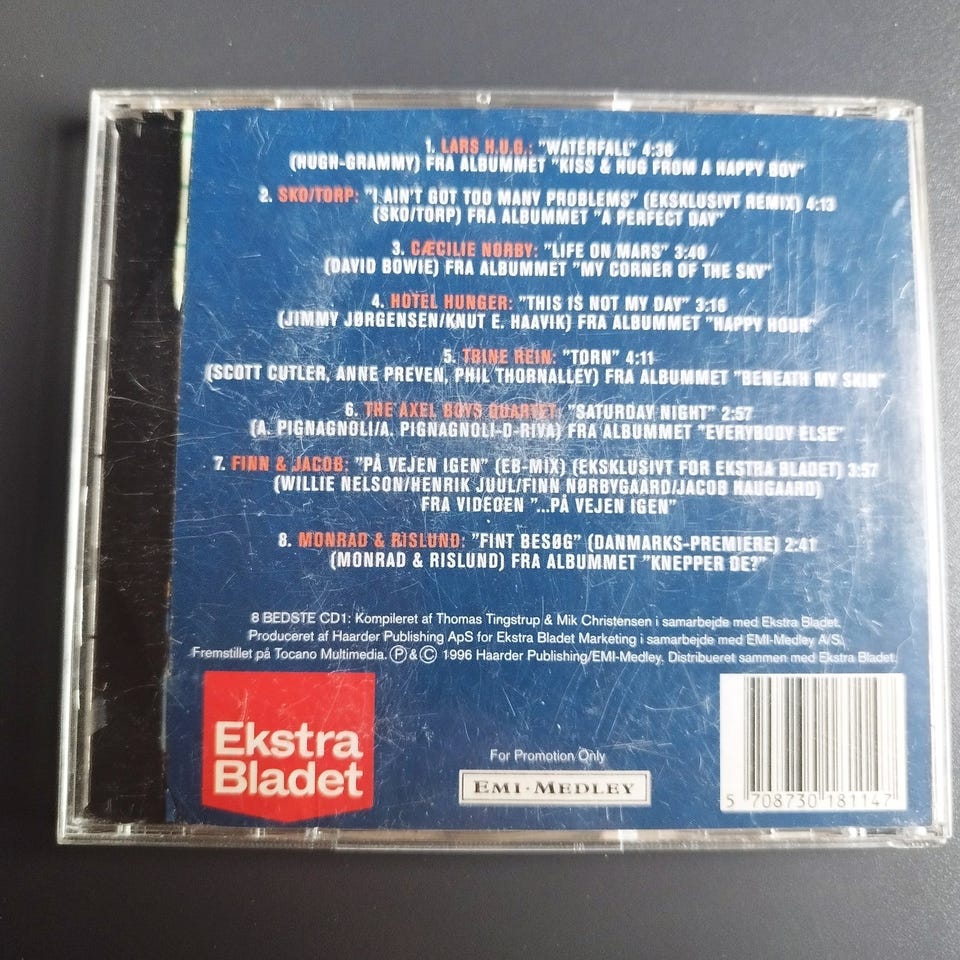 1. LARS H.U.G.: "WATERFALL" 4:36
(HUGH-GRAMMY) FRA ALBUMMET "KISS & HUG FROM A HAPPY BOY"
2. SKO/TORP: "I AIN'T GOT TOO MANY PROBLEMS" (EKSKLUSIVT REMIX) 4:13
(SKO/TORP) FRA ALBUMMET "A PERFECT DAY"
3. CÆCILIE NØRBY: "LIFE ON MARS" 3:40
(DAVID BOWIE) FRA ALBUMMET "MY CORNER OF THE SKY"
4. HOTEL HUNGER: "THIS IS NOT MY DAY" 3:16
(JIMMY JØRGENSEN/KNUT E. HAAVIK) FRA ALBUMMET "HAPPY HOUR"
5. TRINE REIN: "TORN" 4:11
(SCOTT CUTLER, ANNE PREVEN, PHIL THORNALLEY) FRA ALBUMMET "BENEATH MY SKIN"
6. THE AXEL BOYS QUARTET: "SATURDAY NIGHT" 2:57
(A. PIGNAGNOLI/A. PIGNAGNOLI-D-RIVA) FRA ALBUMMET "EVERYBODY ELSE"
7. FINN & JACOB: "PÅ VEJEN IGEN" (EB-MIX) (EKSKLUSIVT FOR EKSTRA BLADET) 3:57
(WILLIE NELSON/HENRIK JUUL/FINN NØRBYGAARD/JACOB HAUGAARD)
FRA VIDEOEN "...PÅ VEJEN IGEN"
8. MONRAD & RISLUND: "FINT BESØG" (DANMARKS-PREMIERE) 2:41
(MONRAD & RISLUND) FRA ALBUMMET "KNEPPER DE?"
8 BEDSTE CD1: Kompileret af Thomas Tingstrup & Mik Christensen i samarbejde med Ekstra Bladet.
Produceret af Haarder Publishing ApS for Ekstra Bladet Marketing i samarbejde med EMI-Medley A/S.
Fremstillet på Tocano Multimedia. Ⓟ & © 1996 Haarder Publishing/EMI-Medley. Distribueret sammen med Ekstra Bladet.
Ekstra
Bladet
For Promotion Only
EMI·MEDLEY
5 708730 181147